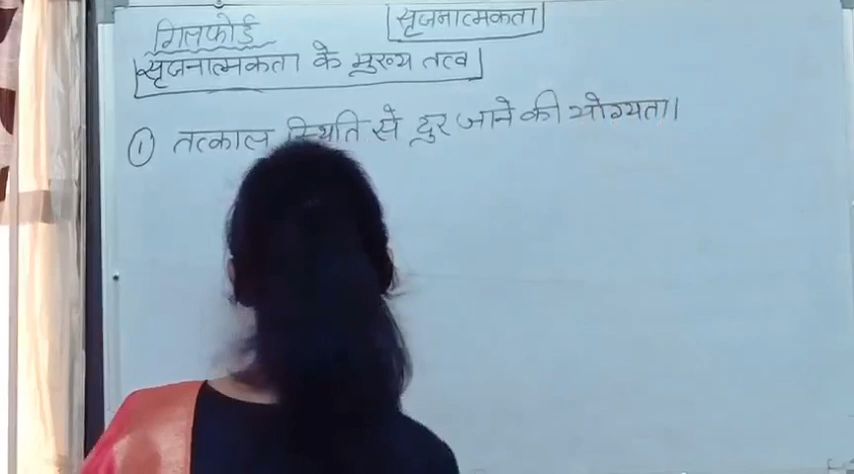 सृजनात्मकता
गिलफोर्ड
सृजनात्मकता के मुख्य तत्व
① तत्काल स्थिति से दूर जाने की योग्यता।